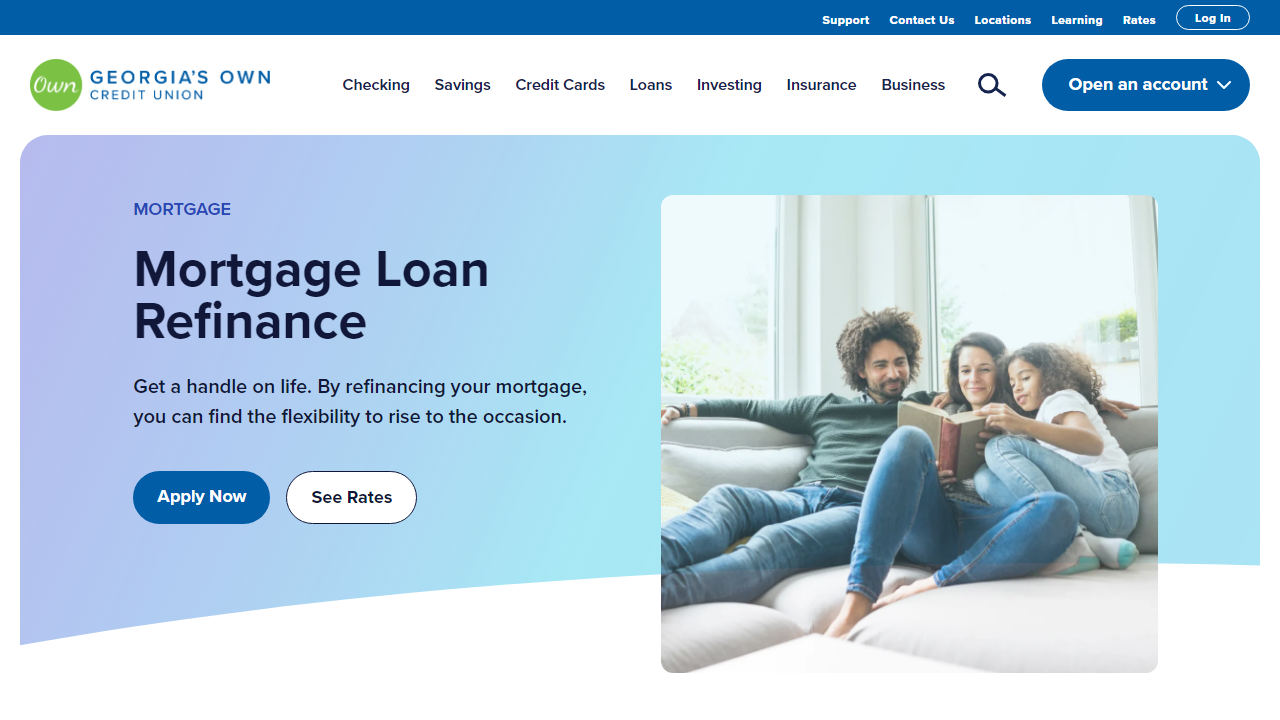 Support Contact Us Locations Learning Rates Log In
Own GEORGIA'S OWN
CREDIT UNION
Checking Savings Credit Cards Loans Investing Insurance Business Open an account
MORTGAGE
Mortgage Loan
Refinance
Get a handle on life. By refinancing your mortgage,
you can find the flexibility to rise to the occasion.
Apply Now See Rates